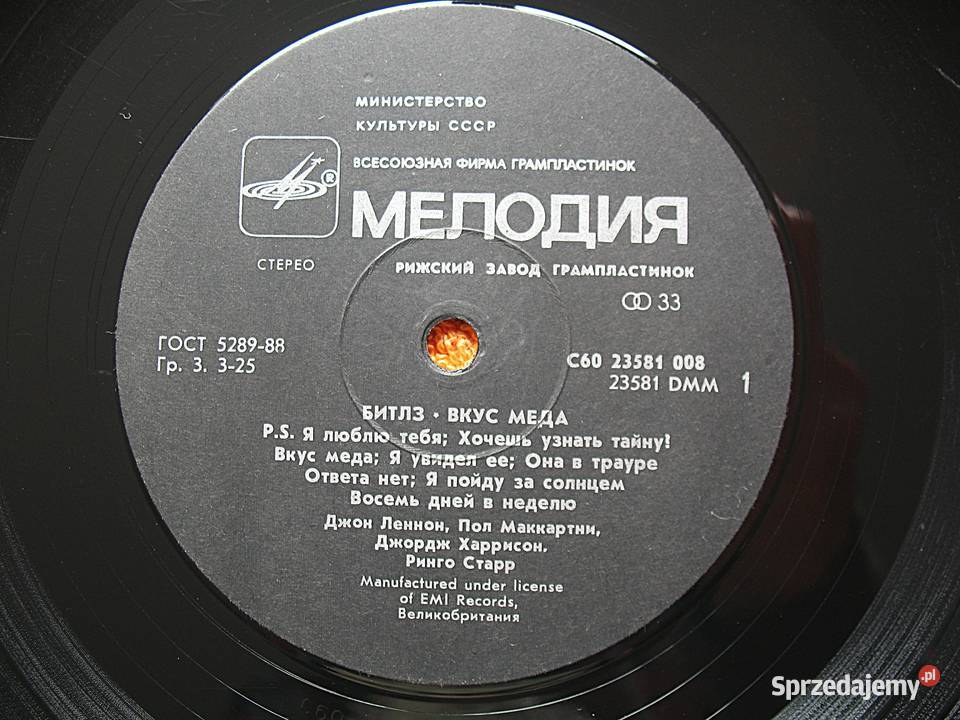 МИНИСТЕРСТВО
КУЛЬТУРЫ СССР
ВСЕСОЮЗНАЯ ФИРМА ГРАМПЛАСТИНОК
®
МЕЛОДИЯ
СТЕРЕО
РИЖСКИЙ ЗАВОД ГРАМПЛАСТИНОК
33
ГОСТ 5289-88
Гр. 3. 3-25
С60 23581 008
23581 DMM 1
БИТЛЗ • ВКУС МЕДА
P.S. Я люблю тебя; Хочешь узнать тайну?
Вкус меда; Я увидел ее; Она в трауре
Ответа нет; Я пойду за солнцем
Восемь дней в неделю
Джон Леннон, Пол Маккартни,
Джордж Харрисон,
Ринго Старр
Manufactured under license
of EMI Records,
Великобритания
Sprzedajemy.pl